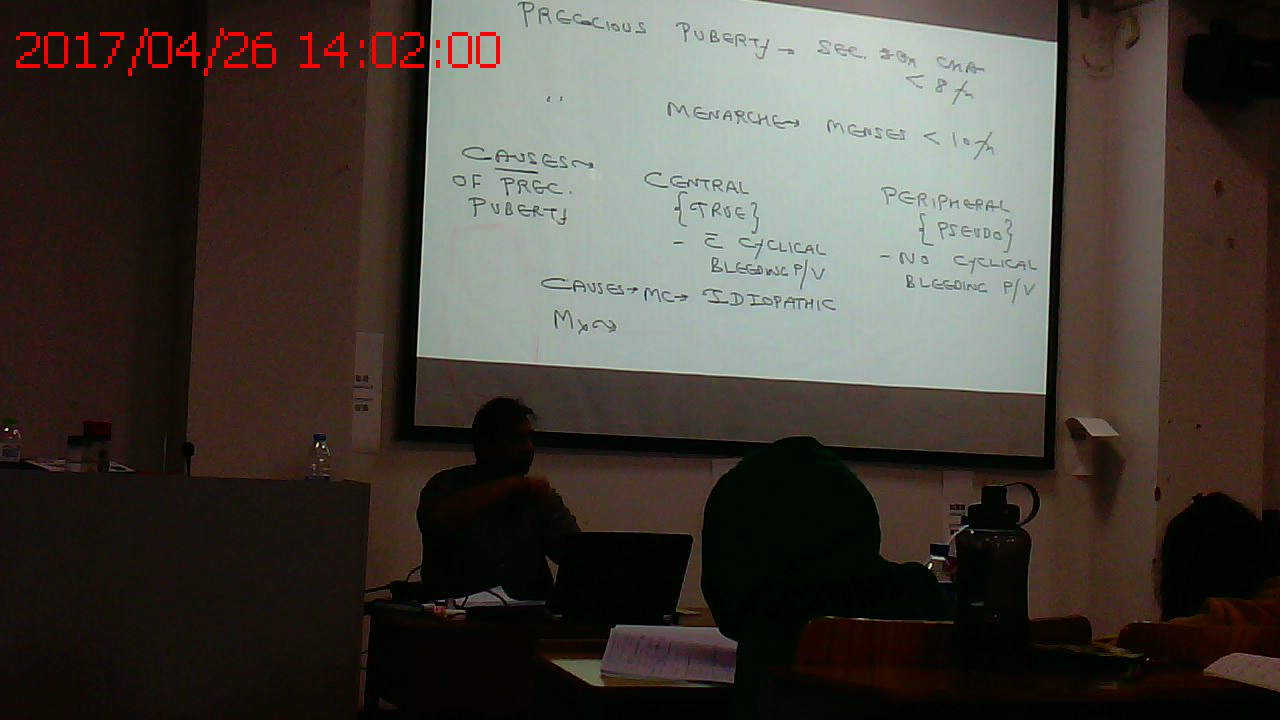 2017/04/26 14:02:00
PRECOCIOUS PUBERTY → SEC. SEX CHA
< 8 yr
" MENARCHE → MENSES < 10 yr
CAUSES →
OF PREC.
PUBERTY
CENTRAL
{TRUE}
- c̄ CYCLICAL
BLEEDING P/V
PERIPHERAL
{PSEUDO}
- NO CYCLICAL
BLEEDING P/V
CAUSES → MC → IDIOPATHIC
Mx →